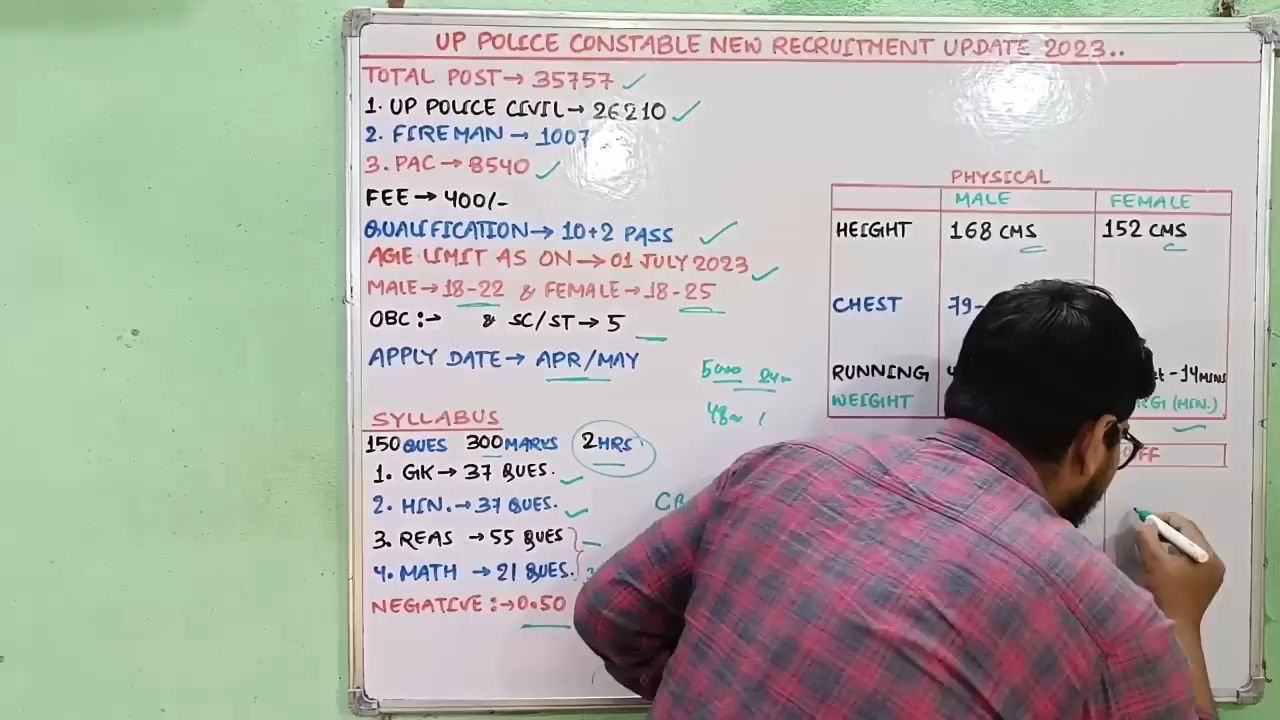 UP POLICE CONSTABLE NEW RECRUITMENT UPDATE 2023..
TOTAL POST→ 35757
1. UP POLICE CIVIL→ 26210
2. FIREMAN → 1007
3. PAC → 8540
FEE → 400/-
QUALIFICATION→ 10+2 PASS
AGE LIMIT AS ON → 01 JULY 2023
MALE→ 18-22 & FEMALE→ 18-25
OBC :→ & SC/ST→ 5
APPLY DATE→ APR/MAY
SYLLABUS
150 QUES 300 MARKS 2 HRS
1. GK → 37 QUES.
2. HIN. → 37 QUES.
3. REAS → 55 QUES
4. MATH → 21 QUES.
NEGATIVE :→ 0.50
PHYSICAL
MALE FEMALE
HEIGHT 168 CMS 152 CMS
CHEST 79-
RUNNING -14 MINS
WEIGHT (MIN.)